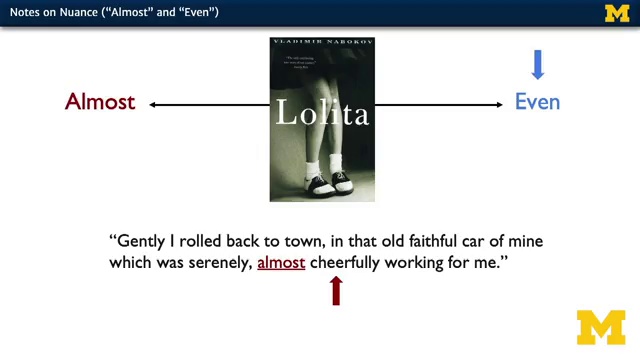 Notes on Nuance ("Almost" and "Even")
M
VLADIMIR NABOKOV
Lolita
Almost
Even
"Gently I rolled back to town, in that old faithful car of mine
which was serenely, almost cheerfully working for me."
M